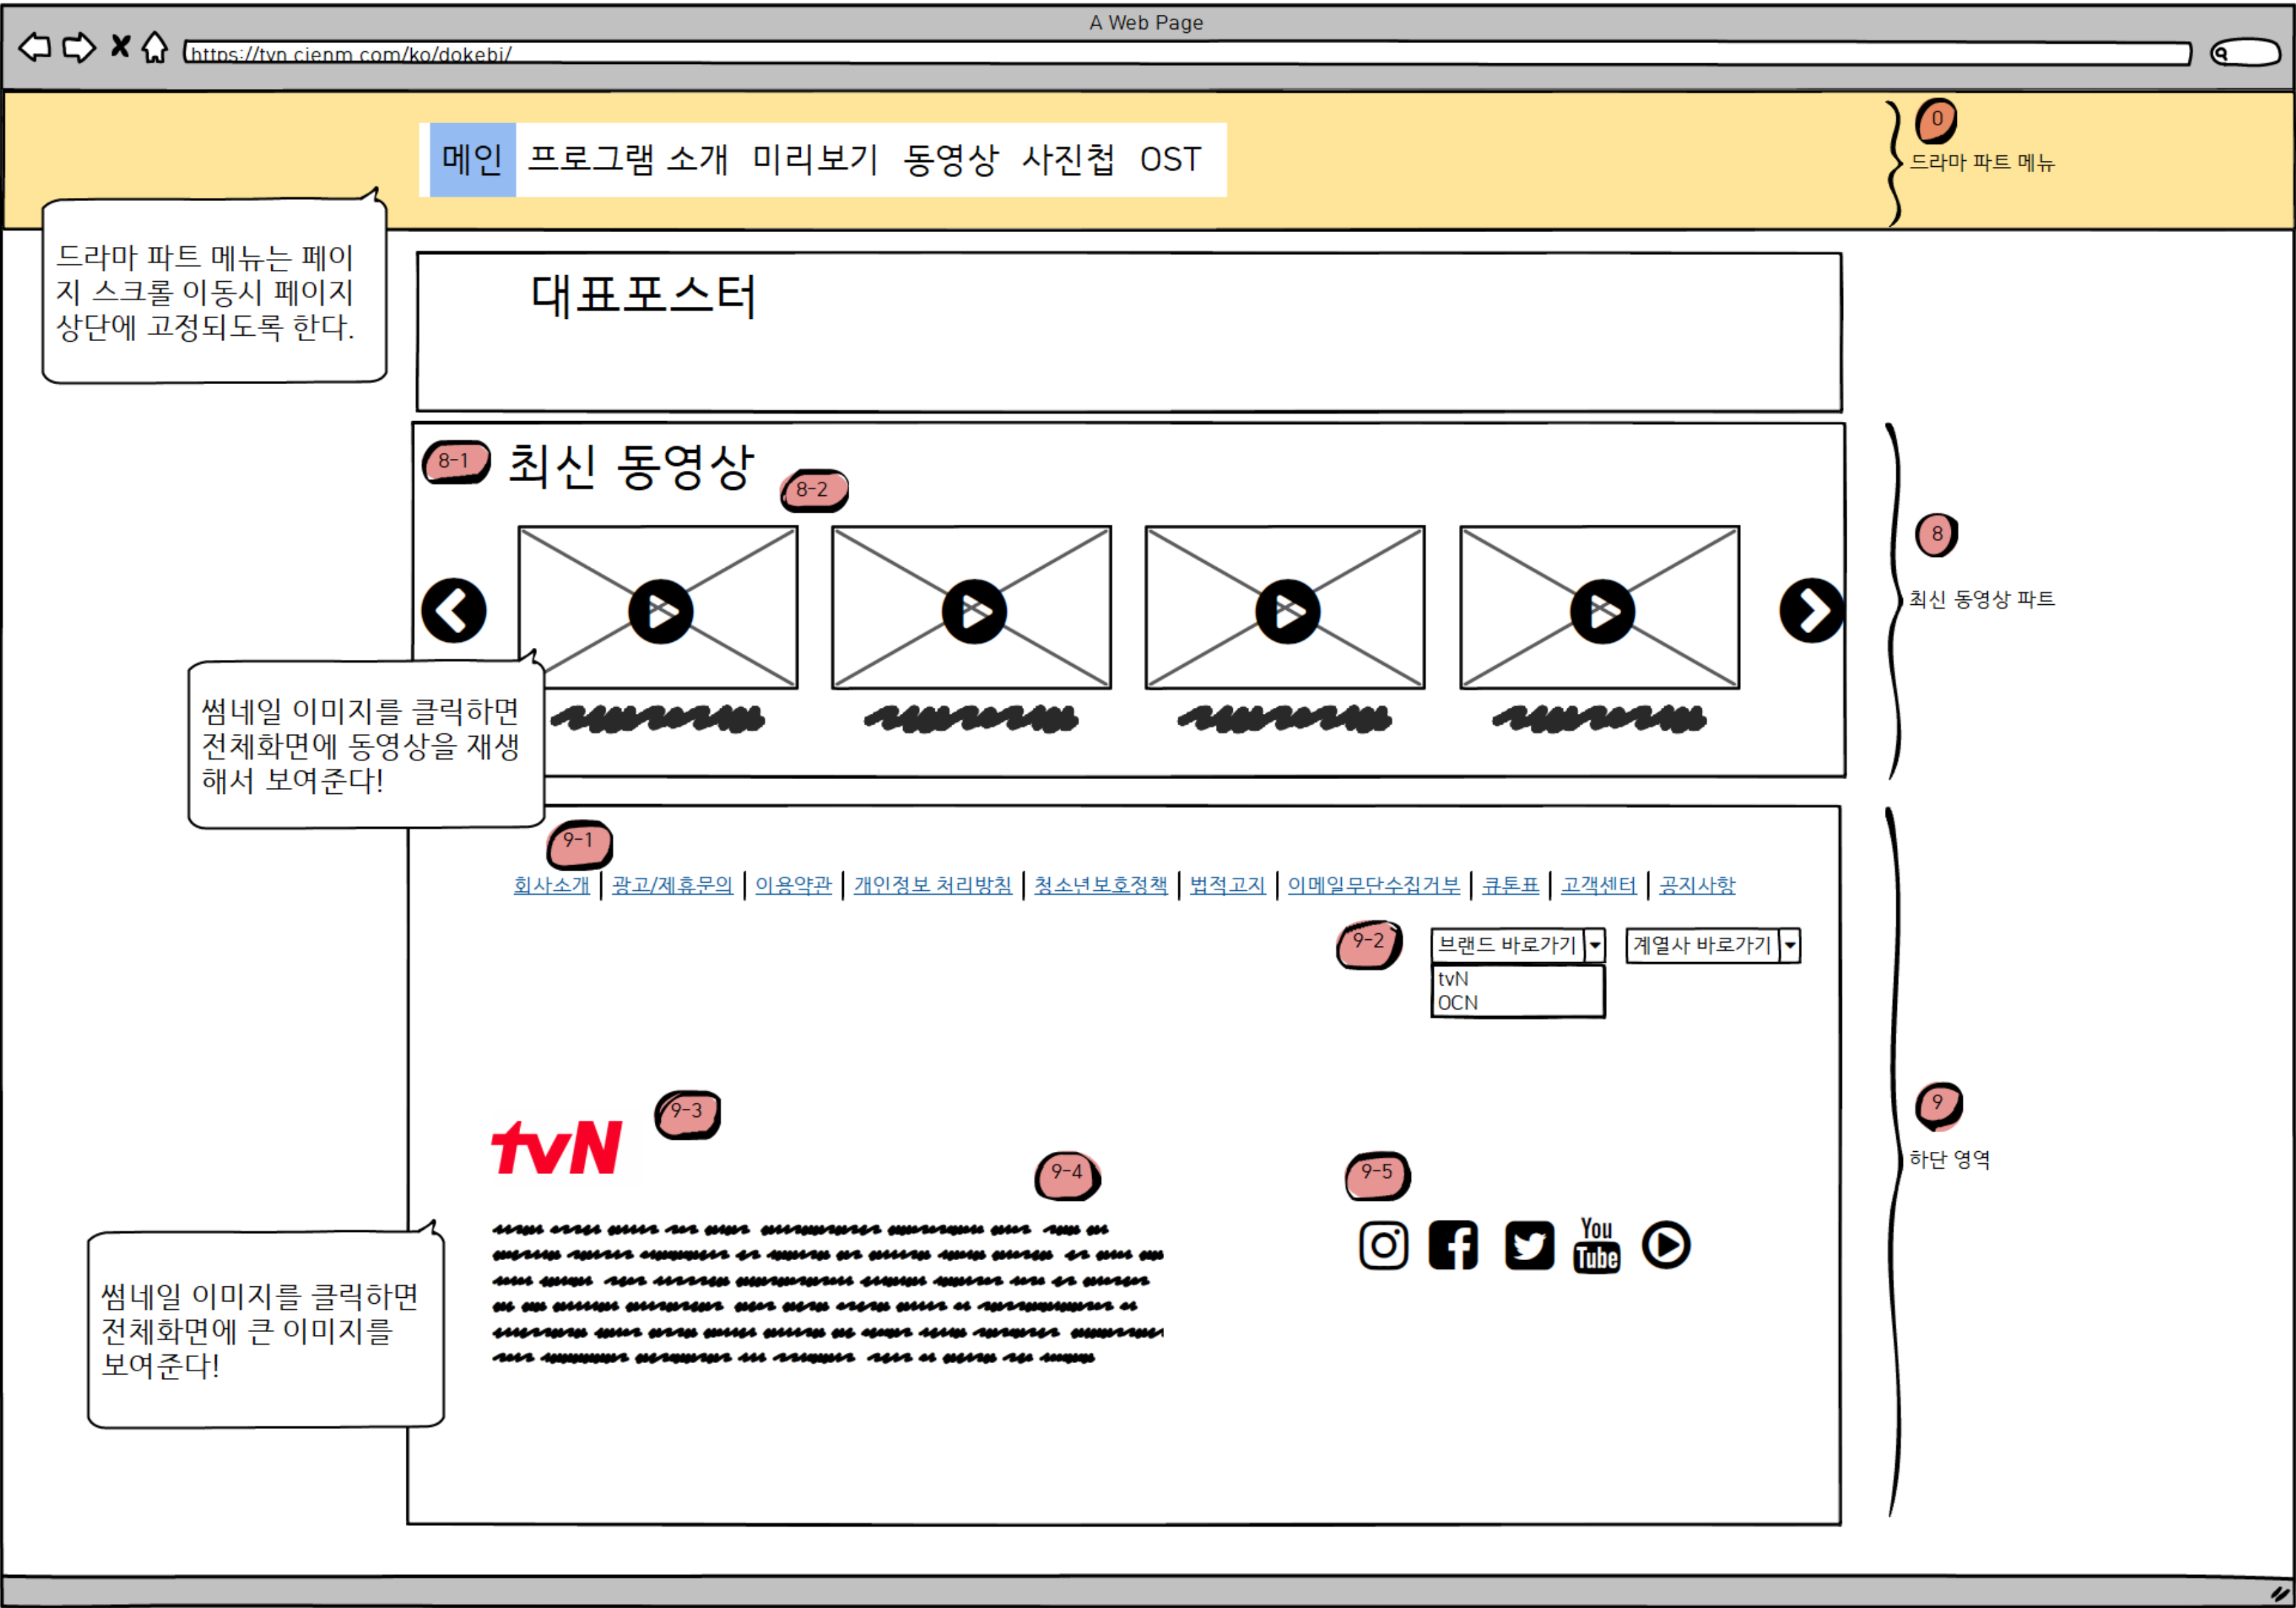 A Web Page
https://tvn.cjenm.com/ko/dokebi/
메인 프로그램 소개 미리보기 동영상 사진첩 OST
0
드라마 파트 메뉴
드라마 파트 메뉴는 페이
지 스크롤 이동시 페이지
상단에 고정되도록 한다.
대표포스터
8-1
최신 동영상
8-2
8
최신 동영상 파트
썸네일 이미지를 클릭하면
전체화면에 동영상을 재생
해서 보여준다!
9-1
회사소개 | 광고/제휴문의 | 이용약관 | 개인정보 처리방침 | 청소년보호정책 | 법적고지 | 이메일무단수집거부 | 큐톤표 | 고객센터 | 공지사항
9-2
브랜드 바로가기
계열사 바로가기
tvN
OCN
9-3
tvN
9-4
9-5
You
Tube
9
하단 영역
썸네일 이미지를 클릭하면
전체화면에 큰 이미지를
보여준다!